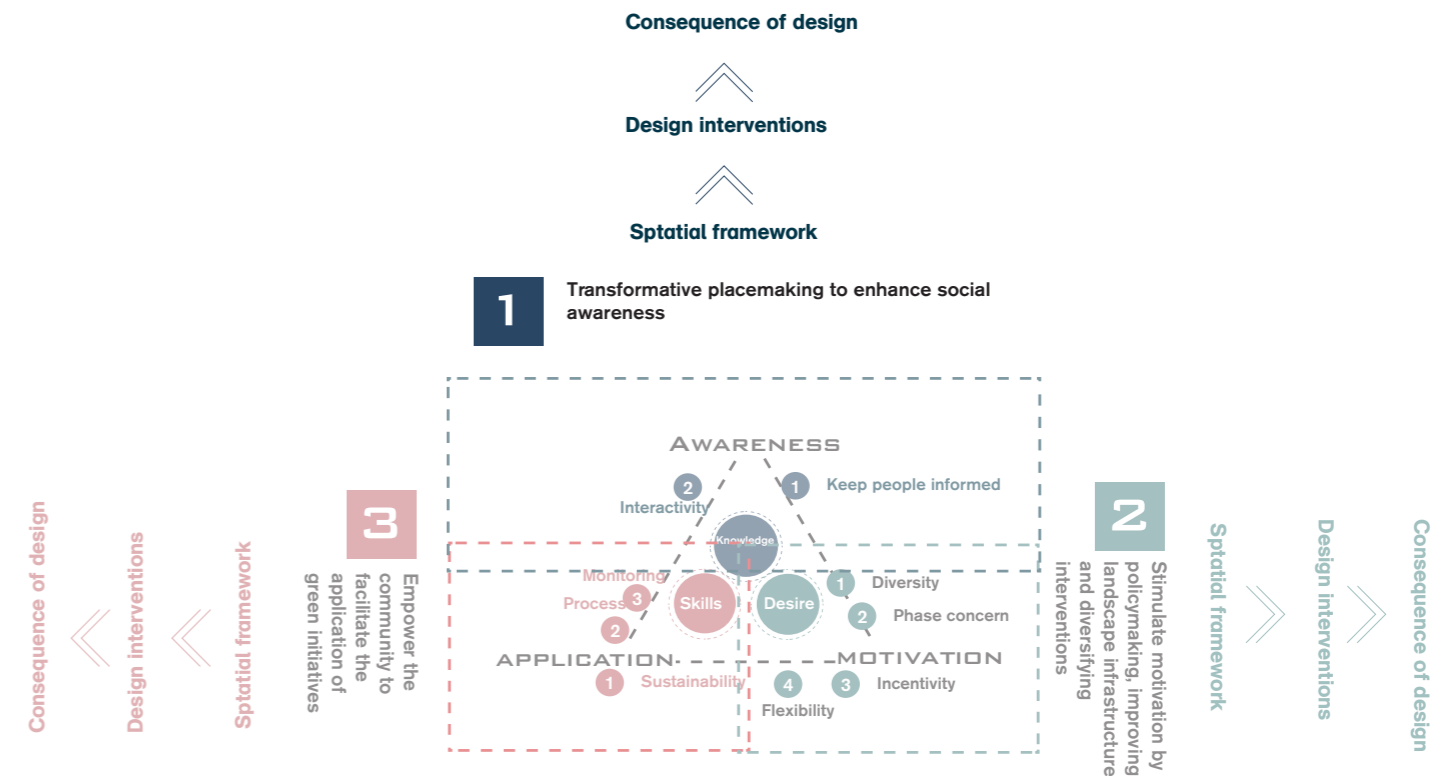 Consequence of design
Design interventions
Sptatial framework
1
Transformative placemaking to enhance social
awareness
AWARENESS
2
Interactivity
1
Keep people informed
Knowledge
Monitoring
3
Process
2
Skills
Desire
1
Diversity
2
Phase concern
APPLICATION
MOTIVATION
1
Sustainability
4
Flexibility
3
Incentivity
2
Stimulate motivation by
policymaking, improving
landscape infrastructure
and diversifying
interventions
Sptatial framework
Design interventions
Consequence of design
3
Empower the
community to
facilitate the
application of
green initiatives
Sptatial framework
Design interventions
Consequence of design